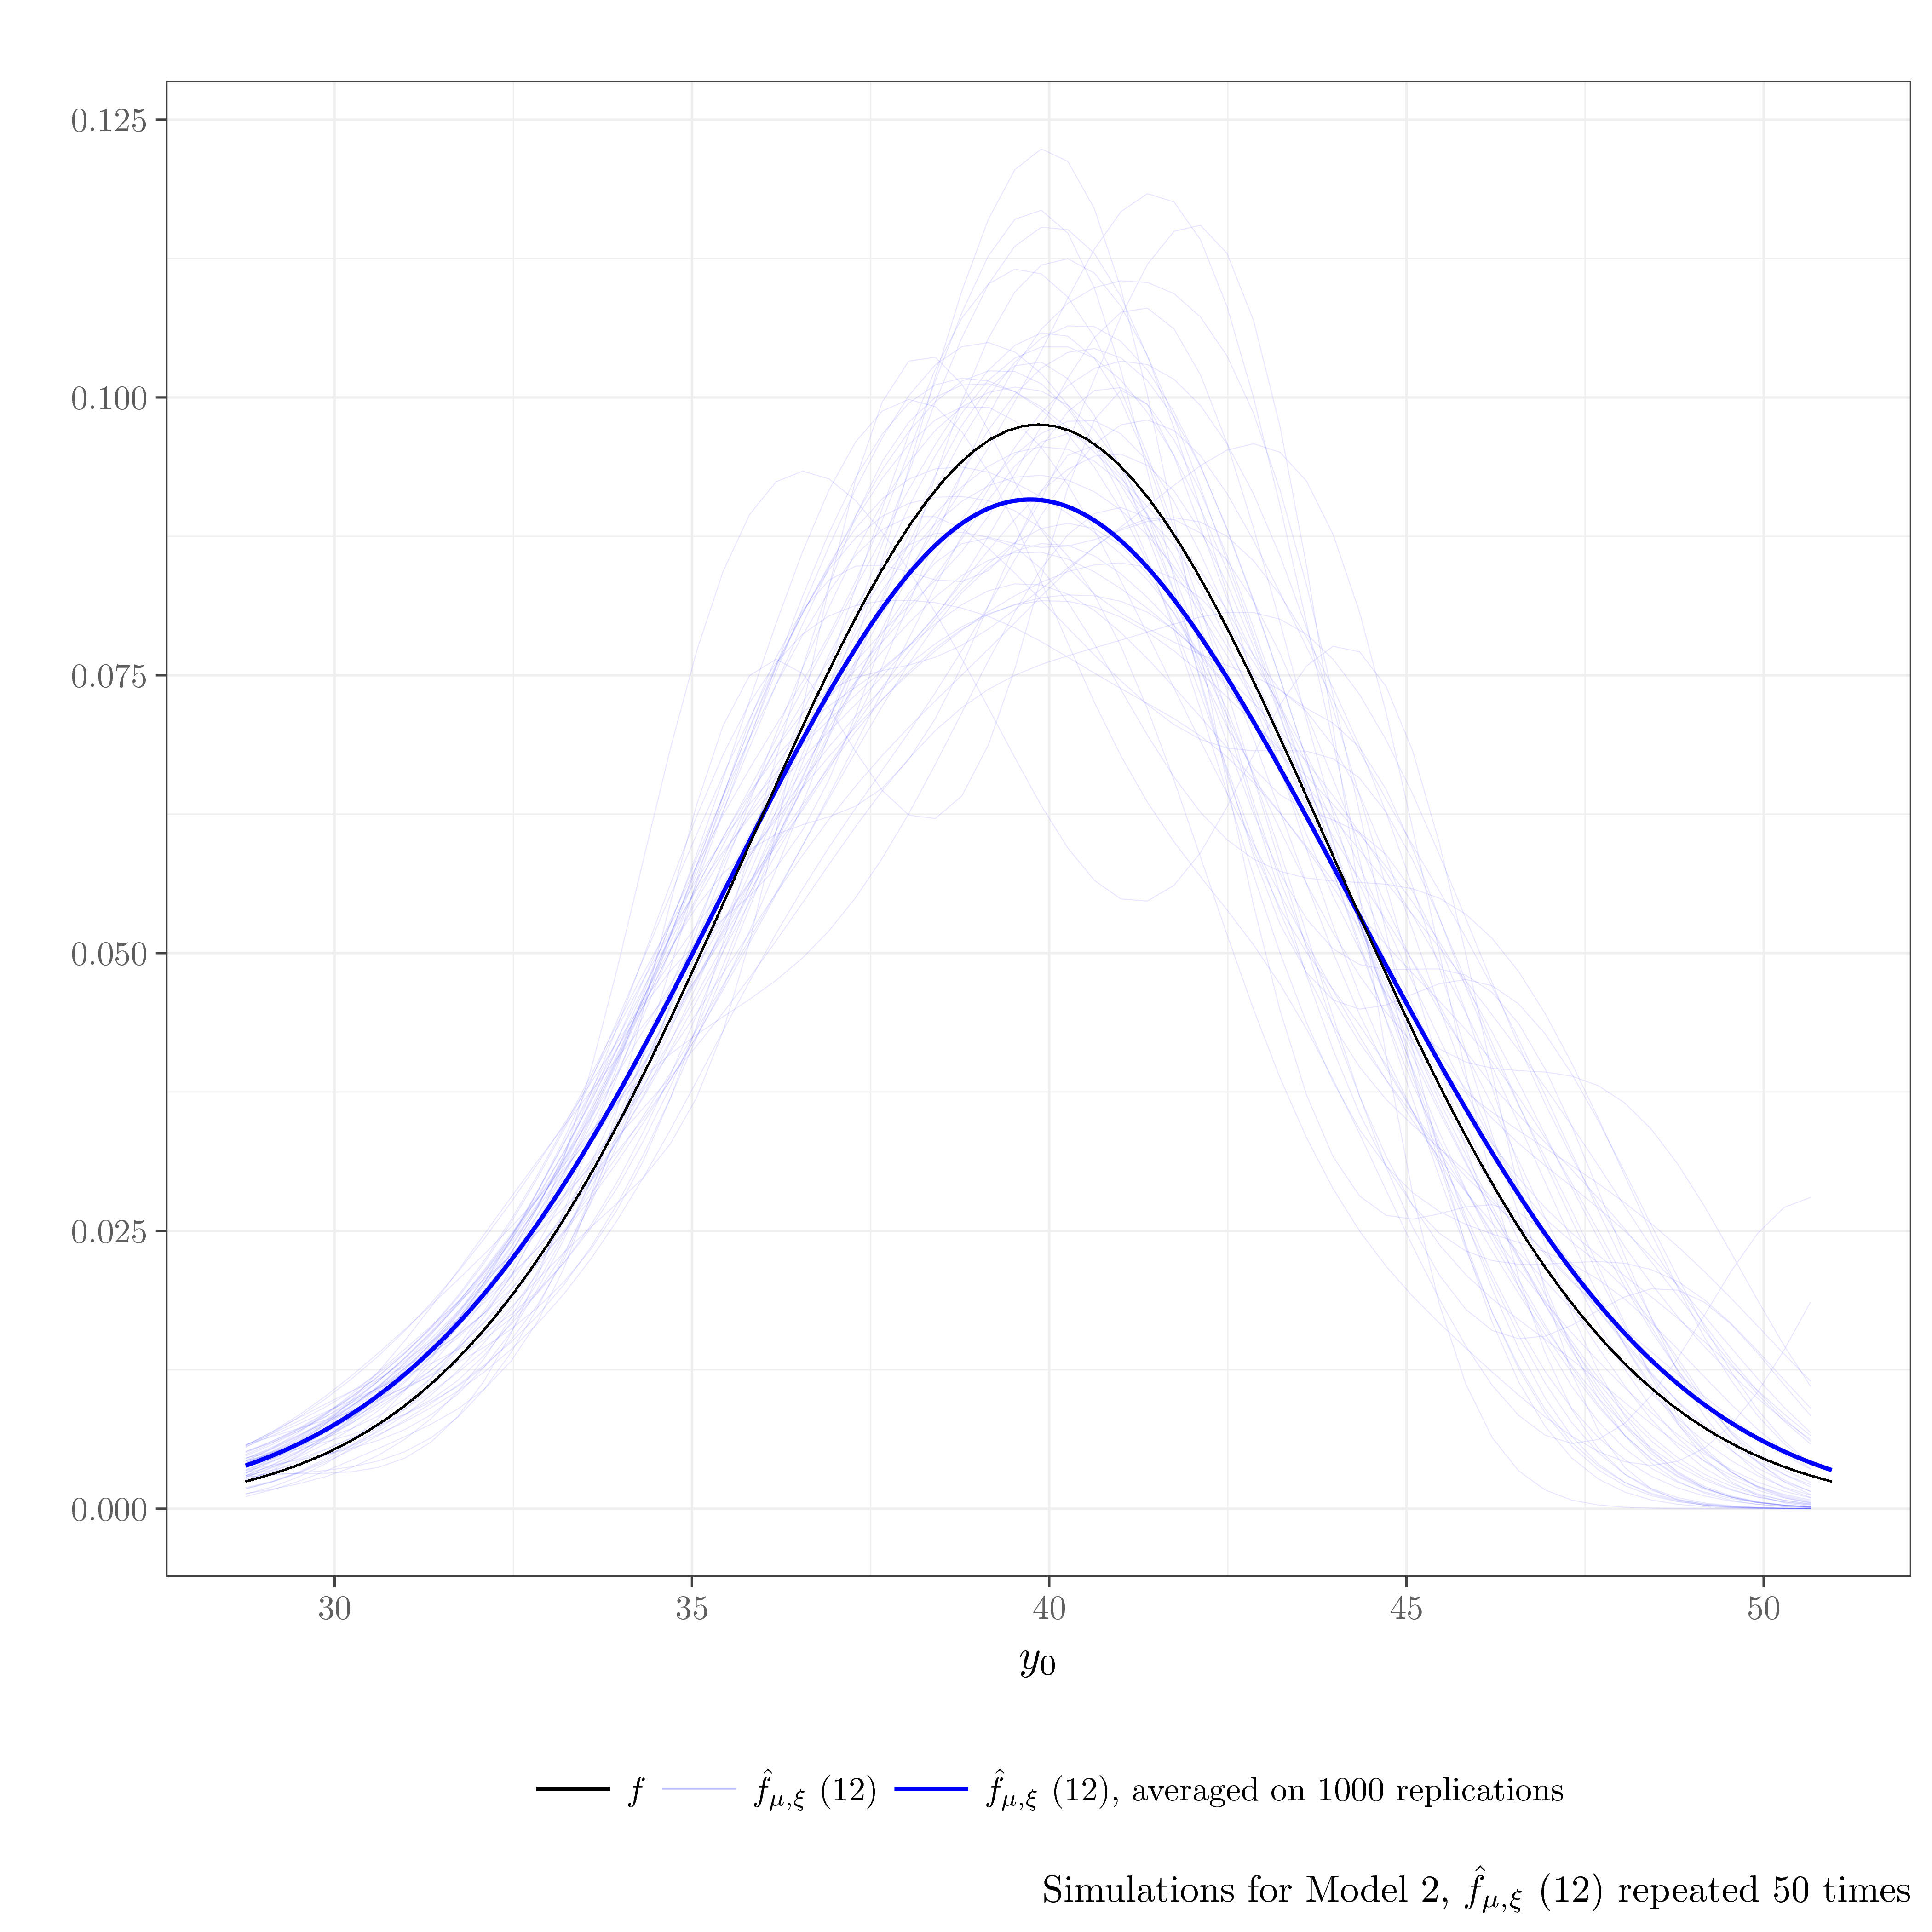 0.125
0.100
0.075
0.050
0.025
0.000
30 35 40 45 50
y₀
f f̂μ,ξ (12) f̂μ,ξ (12), averaged on 1000 replications
Simulations for Model 2, f̂μ,ξ (12) repeated 50 times